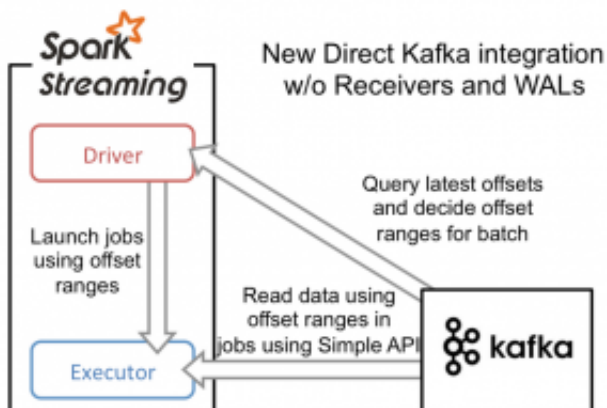 Spark
Streaming
New Direct Kafka integration
w/o Receivers and WALs
Driver
Query latest offsets
and decide offset
ranges for batch
Launch jobs
using offset
ranges
Read data using
offset ranges in
jobs using Simple API
kafka
Executor